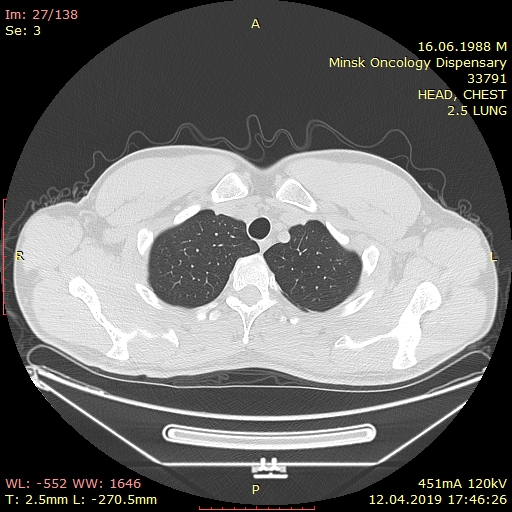 Im: 27/138
Se: 3
A
16.06.1988 M
Minsk Oncology Dispensary
33791
HEAD, CHEST
2.5 LUNG
R
L
WL: -552 WW: 1646
T: 2.5mm L: -270.5mm
P
451mA 120kV
12.04.2019 17:46:26